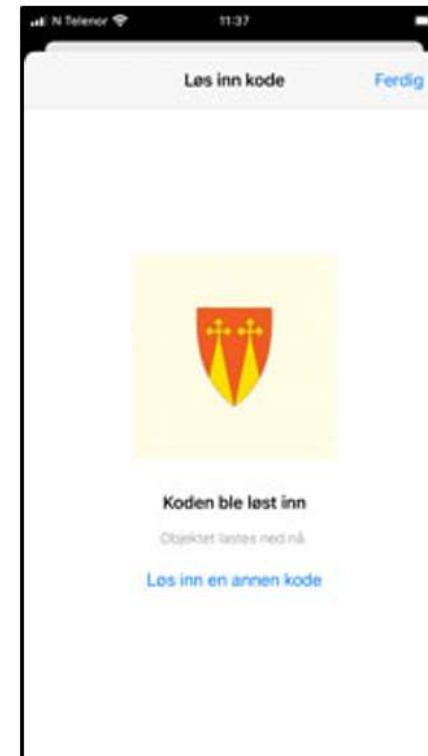 N Telenor 11:37
Løs inn kode Ferdig
Koden ble løst inn
Objektet lastes ned nå
Løs inn en annen kode